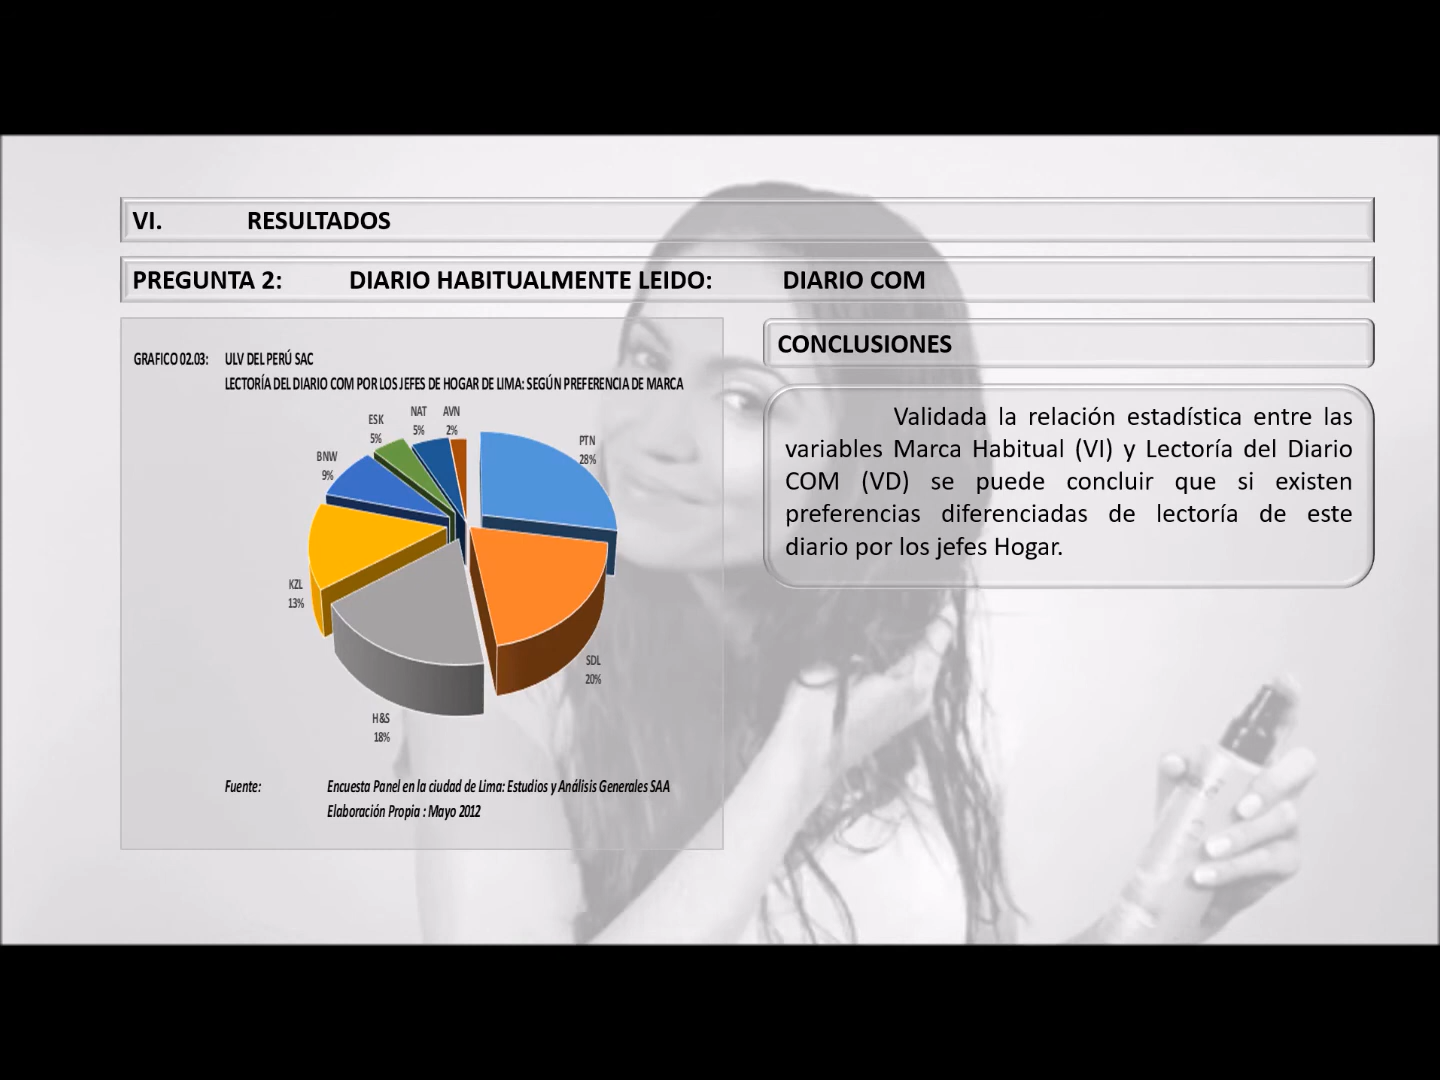 VI. RESULTADOS
PREGUNTA 2: DIARIO HABITUALMENTE LEIDO: DIARIO COM
GRAFICO 02.03: ULV DEL PERÚ SAC
LECTORÍA DEL DIARIO COM POR LOS JEFES DE HOGAR DE LIMA: SEGÚN PREFERENCIA DE MARCA
PTN
28%
SDL
20%
H&S
18%
KZL
13%
BNW
9%
ESK
5%
NAT
5%
AVN
2%
Fuente: Encuesta Panel en la ciudad de Lima: Estudios y Análisis Generales SAA
Elaboración Propia : Mayo 2012
CONCLUSIONES
Validada la relación estadística entre las
variables Marca Habitual (VI) y Lectoría del Diario
COM (VD) se puede concluir que si existen
preferencias diferenciadas de lectoría de este
diario por los jefes Hogar.